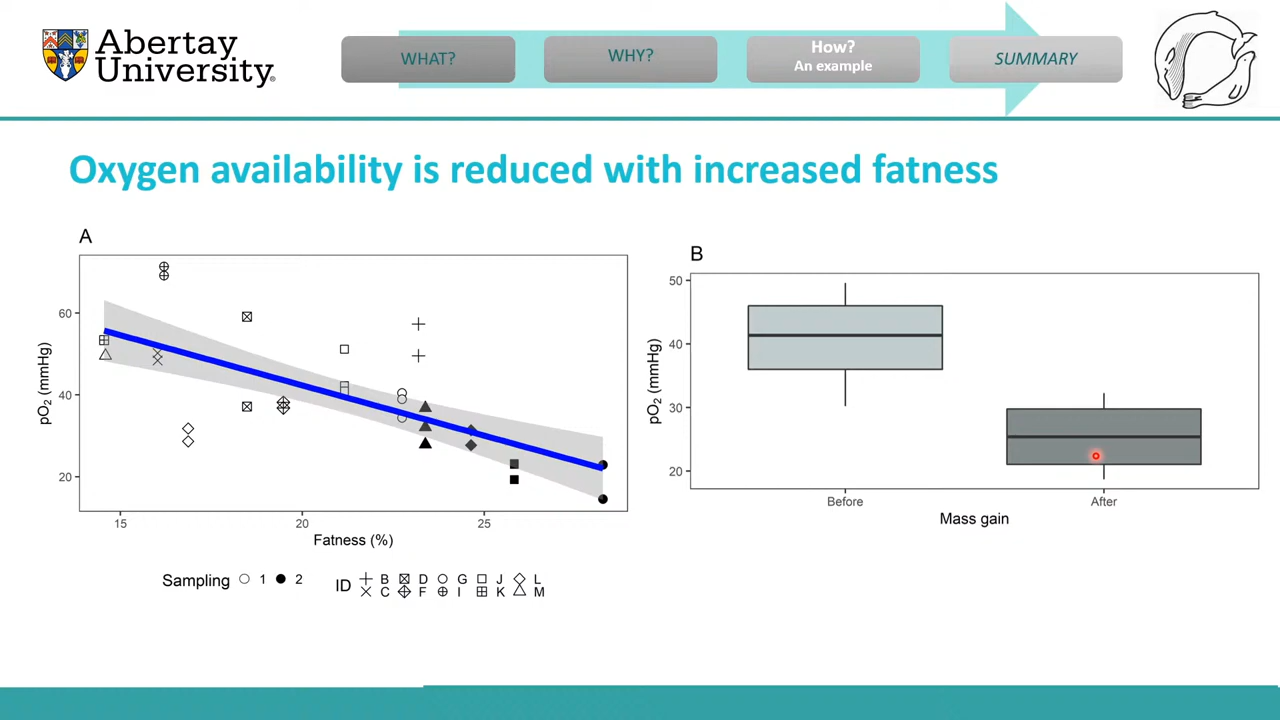 Abertay
University
WHAT?
WHY?
How?
An example
SUMMARY
Oxygen availability is reduced with increased fatness
A
60
40
20
pO2 (mmHg)
15 20 25
Fatness (%)
Sampling 1 2
ID B D G J L
C F I K M
B
50
40
30
20
pO2 (mmHg)
Before After
Mass gain